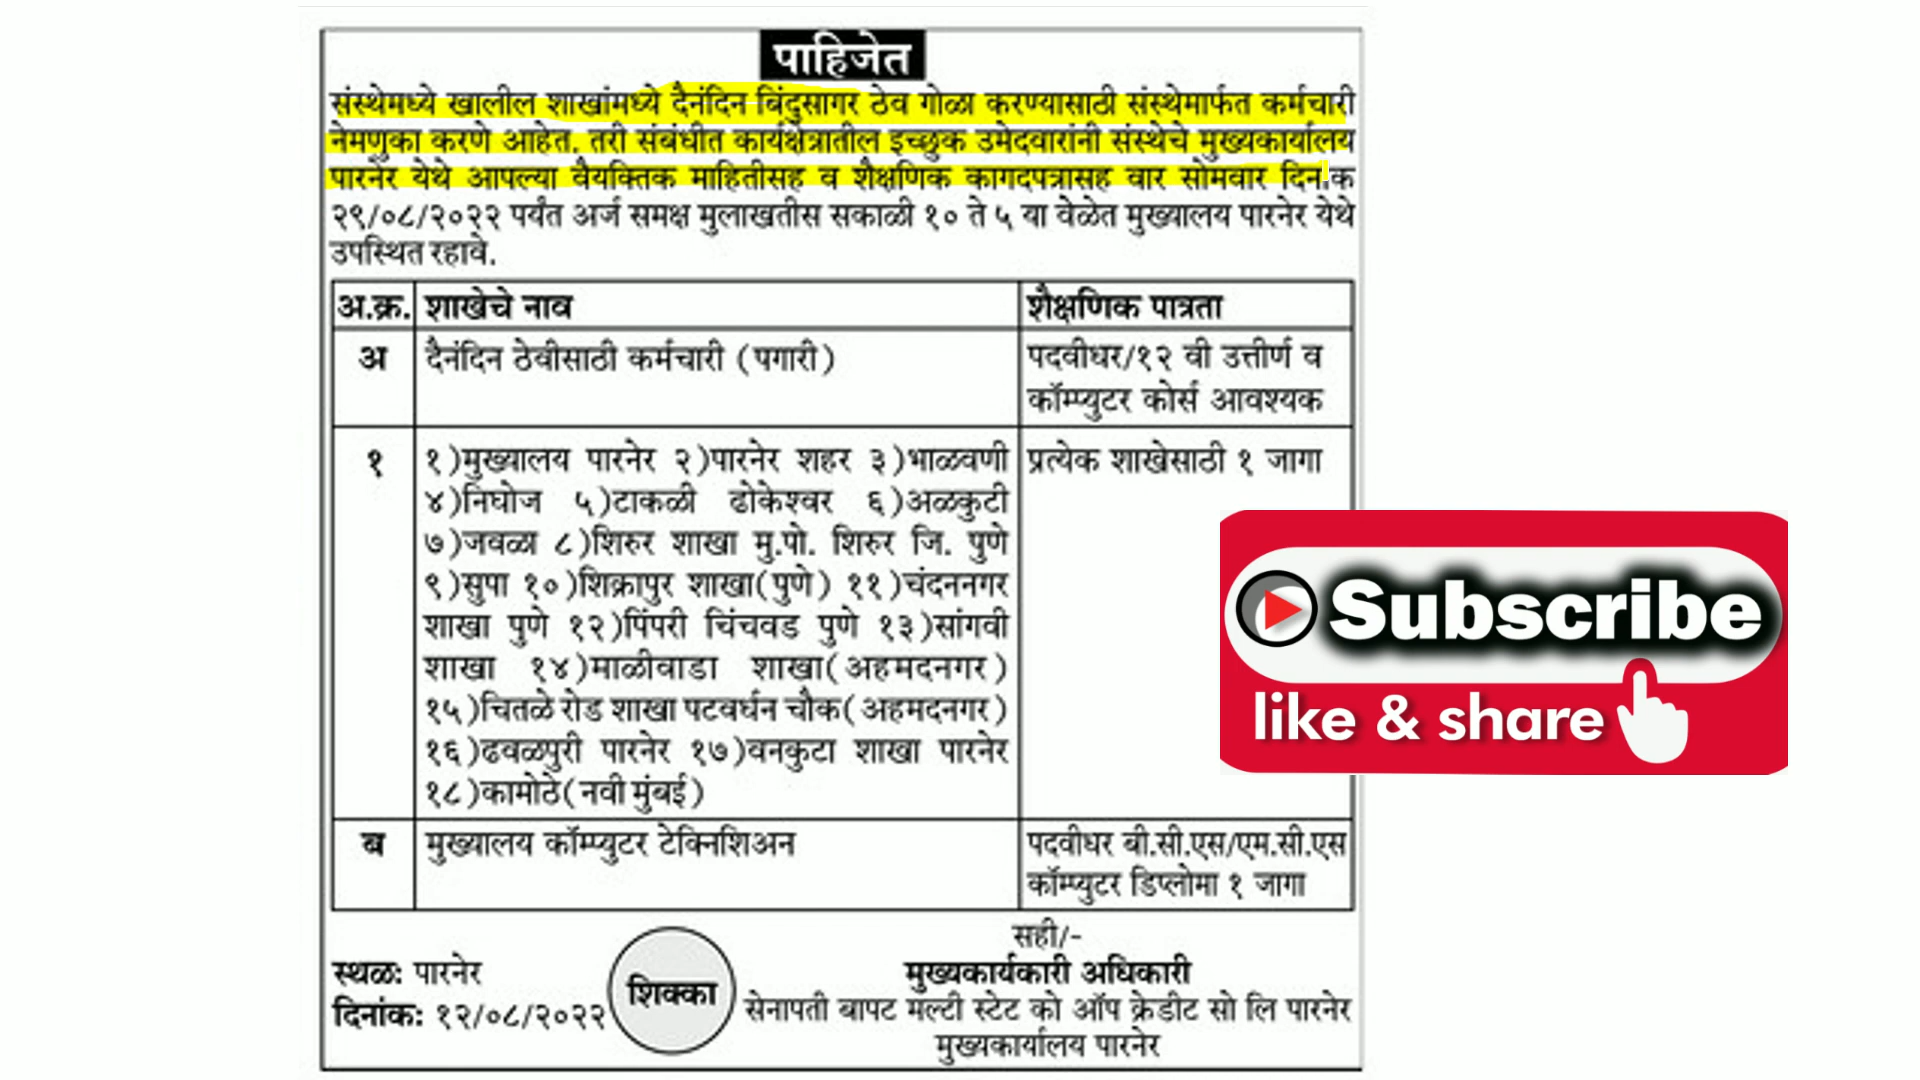 पाहिजेत
संस्थेमध्ये खालील शाखांमध्ये दैनंदिन बिंदुसागर ठेव गोळा करण्यासाठी संस्थेमार्फत कर्मचारी
नेमणुका करणे आहेत. तरी संबंधीत कार्यक्षेत्रातील इच्छुक उमेदवारांनी संस्थेचे मुख्यकार्यालय
पारनेर येथे आपल्या वैयक्तिक माहितीसह व शैक्षणिक कागदपत्रासह वार सोमवार दिनांक
२९/०८/२०२२ पर्यंत अर्ज समक्ष मुलाखतीस सकाळी १० ते ५ या वेळेत मुख्यालय पारनेर येथे
उपस्थित रहावे.
अ.क्र. शाखेचे नाव शैक्षणिक पात्रता
अ दैनंदिन ठेवीसाठी कर्मचारी (पगारी) पदवीधर/१२ वी उत्तीर्ण व
कॉम्प्युटर कोर्स आवश्यक
१ १)मुख्यालय पारनेर २)पारनेर शहर ३)भाळवणी प्रत्येक शाखेसाठी १ जागा
४)निघोज ५)टाकळी ढोकेश्वर ६)अळकुटी
७)जवळा ८)शिरुर शाखा मु.पो. शिरुर जि. पुणे
९)सुपा १०)शिक्रापुर शाखा(पुणे) ११)चंदननगर
शाखा पुणे १२)पिंपरी चिंचवड पुणे १३)सांगवी
शाखा १४)माळीवाडा शाखा(अहमदनगर)
१५)चितळे रोड शाखा पटवर्धन चौक(अहमदनगर)
१६)ढवळपुरी पारनेर १७)वनकुटा शाखा पारनेर
१८)कामोठे(नवी मुंबई)
ब मुख्यालय कॉम्प्युटर टेक्निशिअन पदवीधर बी.सी.एस/एम.सी.एस
कॉम्प्युटर डिप्लोमा १ जागा
सही/-
स्थळ: पारनेर शिक्का मुख्यकार्यकारी अधिकारी
दिनांक: १२/०८/२०२२ सेनापती बापट मल्टी स्टेट को ऑप क्रेडीट सो लि पारनेर
मुख्यकार्यालय पारनेर
Subscribe
like & share